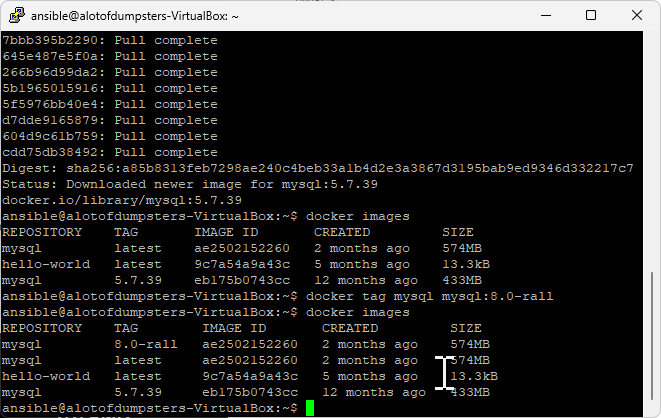 ansible@alotofdumpsters-VirtualBox: ~
7bbb395b2290: Pull complete
645e487e5f0a: Pull complete
266b96d99da2: Pull complete
5b1965015916: Pull complete
5f5976bb40e4: Pull complete
d7dde9165879: Pull complete
604d9c61b759: Pull complete
cdd75db38492: Pull complete
Digest: sha256:a85b8313feb7298ae240c4beb33a1b4d2e3a3867d3195bab9ed9346d332217c7
Status: Downloaded newer image for mysql:5.7.39
docker.io/library/mysql:5.7.39
ansible@alotofdumpsters-VirtualBox:~$ docker images
REPOSITORY TAG IMAGE ID CREATED SIZE
mysql latest ae2502152260 2 months ago 574MB
hello-world latest 9c7a54a9a43c 5 months ago 13.3kB
mysql 5.7.39 eb175b0743cc 12 months ago 433MB
ansible@alotofdumpsters-VirtualBox:~$ docker tag mysql mysql:8.0-rall
ansible@alotofdumpsters-VirtualBox:~$ docker images
REPOSITORY TAG IMAGE ID CREATED SIZE
mysql 8.0-rall ae2502152260 2 months ago 574MB
mysql latest ae2502152260 2 months ago 574MB
hello-world latest 9c7a54a9a43c 5 months ago 13.3kB
mysql 5.7.39 eb175b0743cc 12 months ago 433MB
ansible@alotofdumpsters-VirtualBox:~$